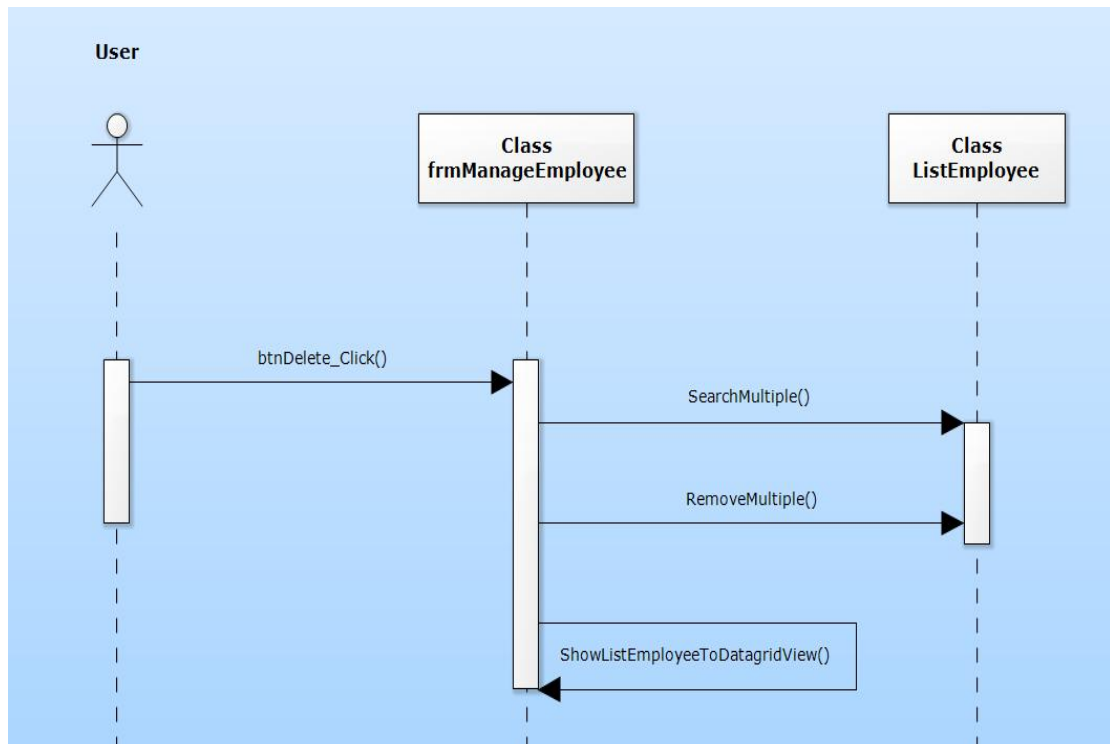 User
Class
frmManageEmployee
Class
ListEmployee
btnDelete_Click()
SearchMultiple()
RemoveMultiple()
ShowListEmployeeToDatagridView()